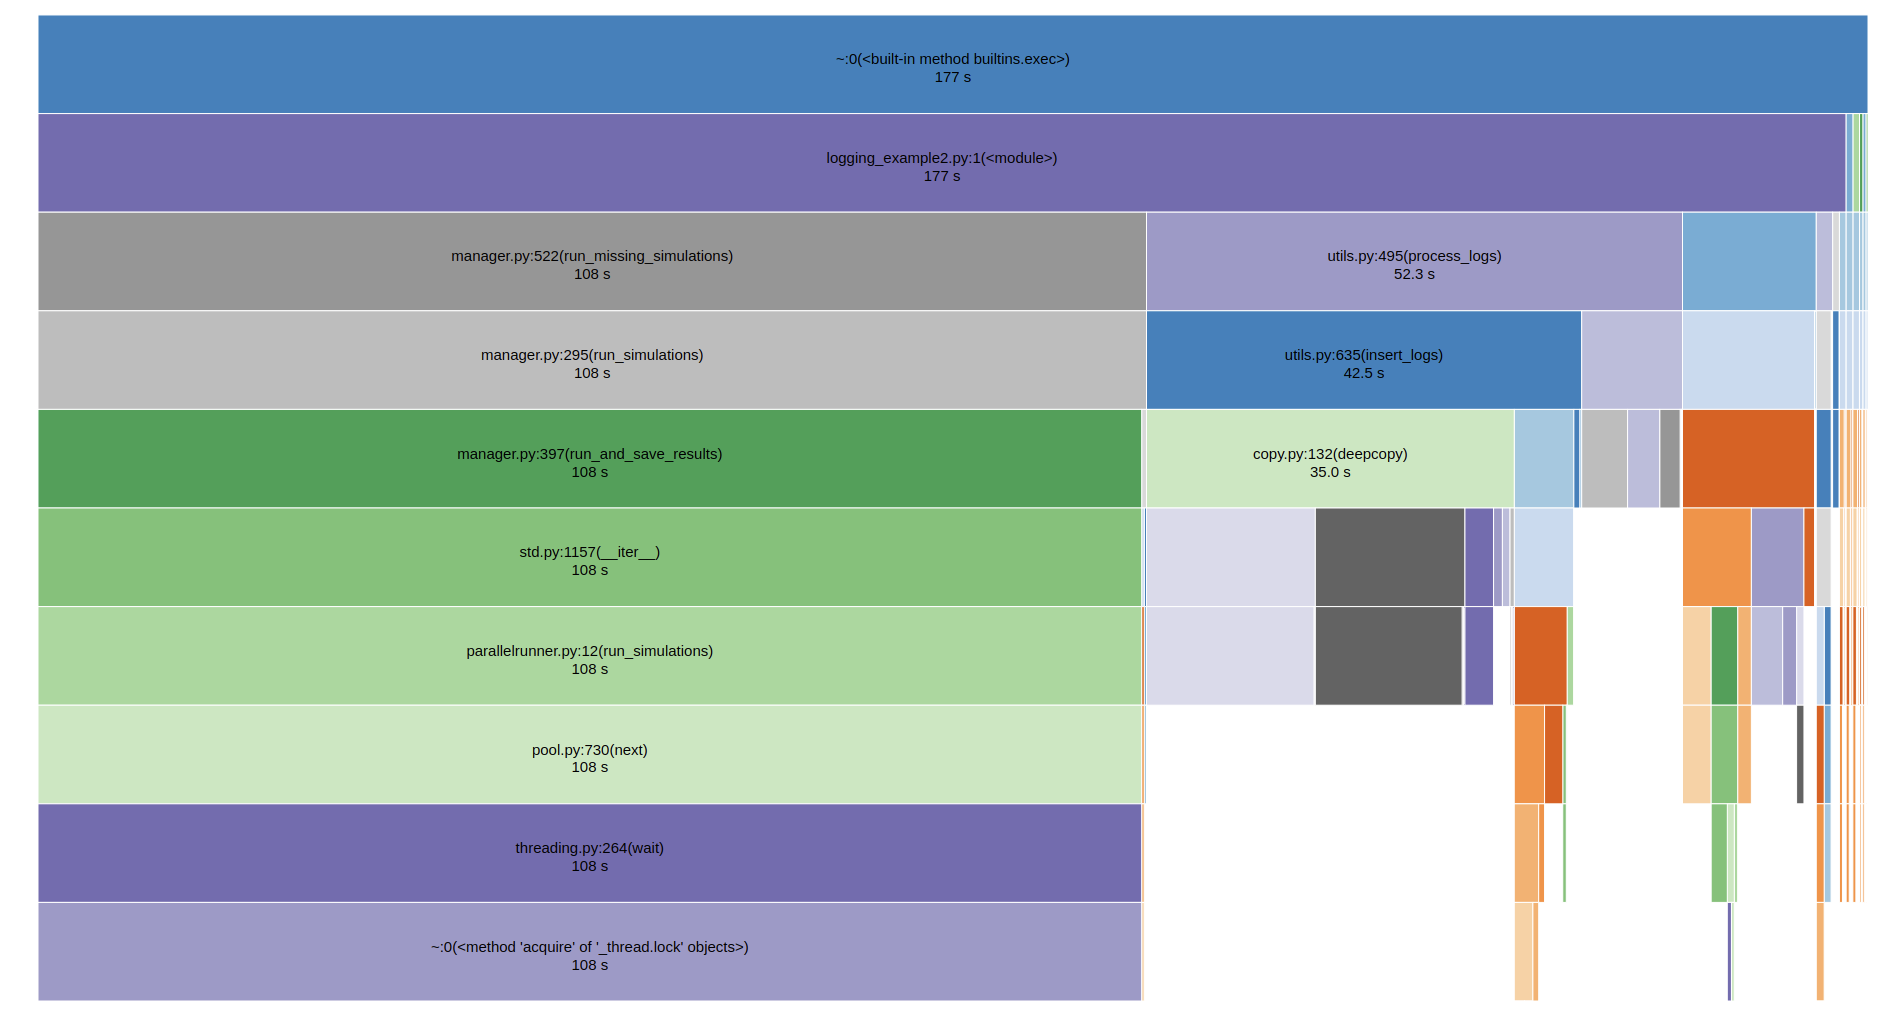 ~:0(<built-in method builtins.exec>)
177 s
logging_example2.py:1(<module>)
177 s
manager.py:522(run_missing_simulations)
108 s
utils.py:495(process_logs)
52.3 s
manager.py:295(run_simulations)
108 s
utils.py:635(insert_logs)
42.5 s
manager.py:397(run_and_save_results)
108 s
copy.py:132(deepcopy)
35.0 s
std.py:1157(__iter__)
108 s
parallelrunner.py:12(run_simulations)
108 s
pool.py:730(next)
108 s
threading.py:264(wait)
108 s
~:0(<method 'acquire' of '_thread.lock' objects>)
108 s